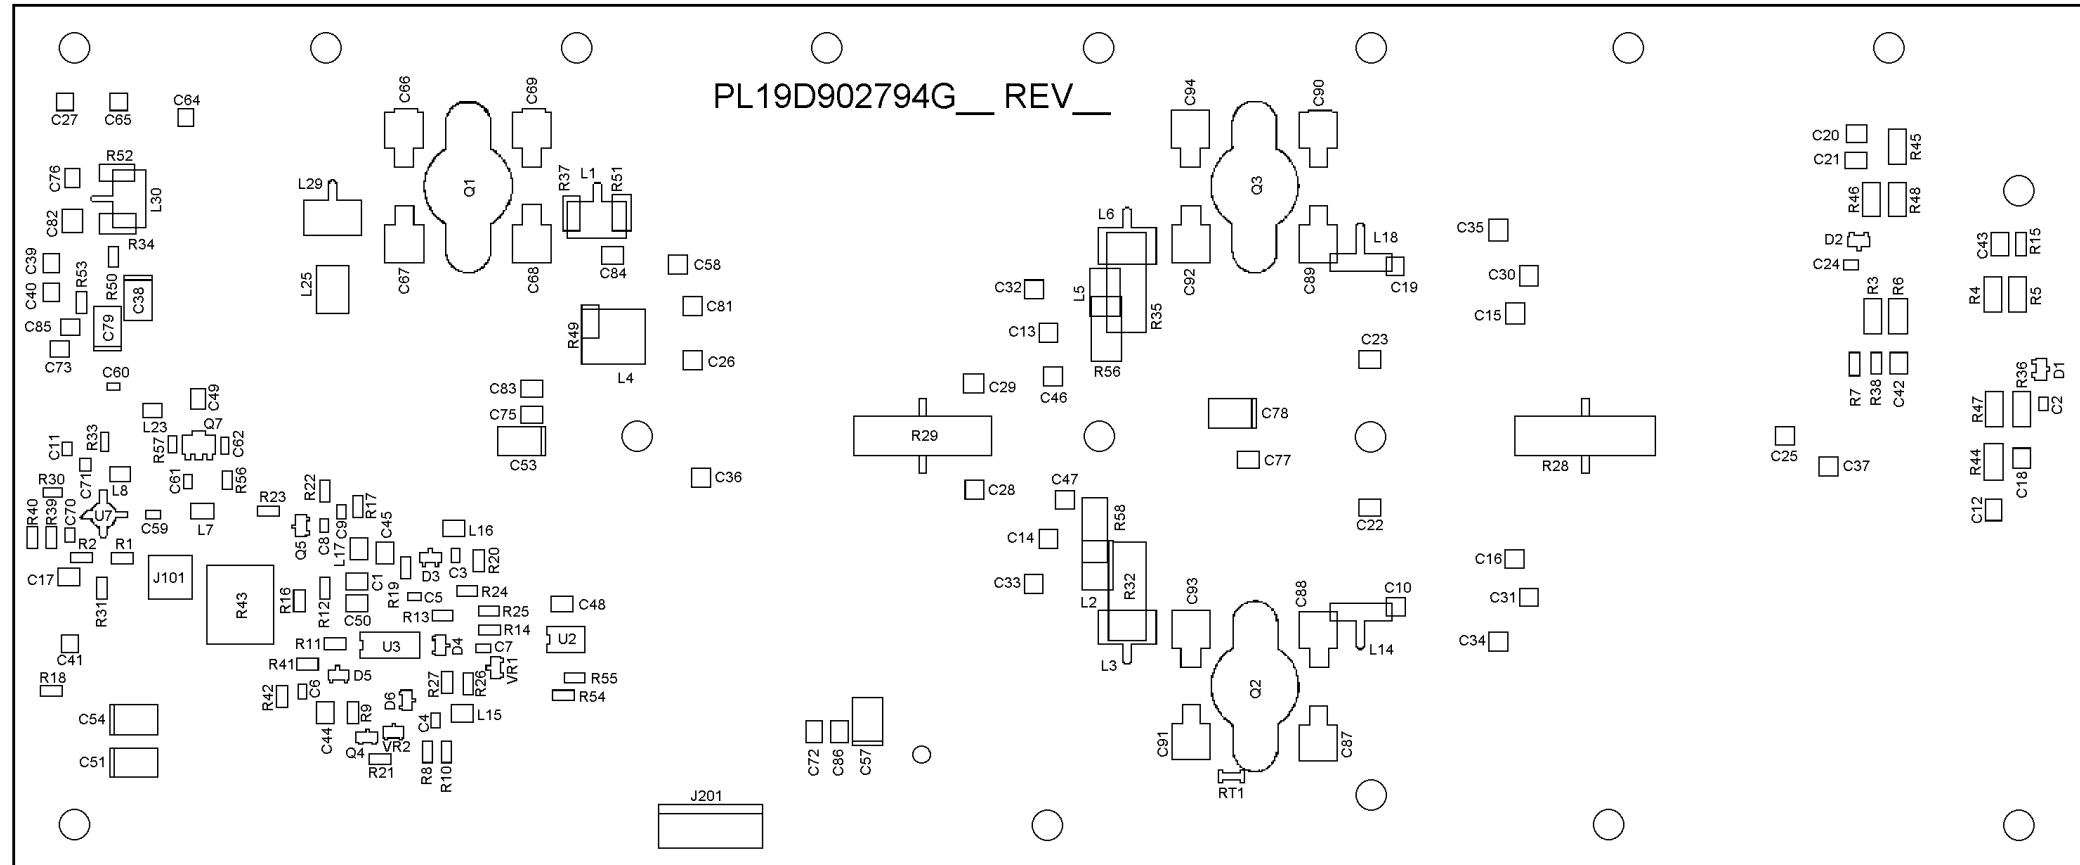 PL19D902794G__ REV__
C27
C65
C64
C66
C69
C94
C90
C20
C21
R45
R52
C76
L30
C82
R34
L29
Q1
R37
L1
R51
Q3
L6
L18
C35
R46
R48
D2
C24
C43
R15
C39
R53
R50
C38
C40
C79
C85
C73
L25
C67
C68
C84
C58
C81
C26
R49
L4
C32
C13
L5
R35
R56
C46
C92
C89
C19
C30
C15
C23
R3
R6
R4
R5
R7
R38
C42
R36
D1
C2
R47
C60
C49
L23
Q7
R57
C62
C83
C75
C53
C29
R29
C78
C77
R28
C25
C37
R44
C18
C12
C11
R33
R30
C71
L8
C61
R56
R40
R39
C70
U7
C59
L7
R23
R22
C9
R17
Q5
C8
L17
C45
L16
C36
C28
C47
R58
C22
C14
C33
C16
C31
C34
R2
R1
C17
R31
J101
R43
R16
R12
C1
C50
R19
D3
C3
R20
C5
R24
R13
R25
R14
C48
U2
L2
R32
L3
C93
C88
C10
L14
C41
R18
R11
U3
D4
C7
VR1
R41
D5
R42
C6
R27
R26
R55
R54
D6
C44
R9
C4
L15
Q4
VR2
R21
R8
R10
C54
C51
C72
C86
C57
Q2
C91
C87
RT1
J201